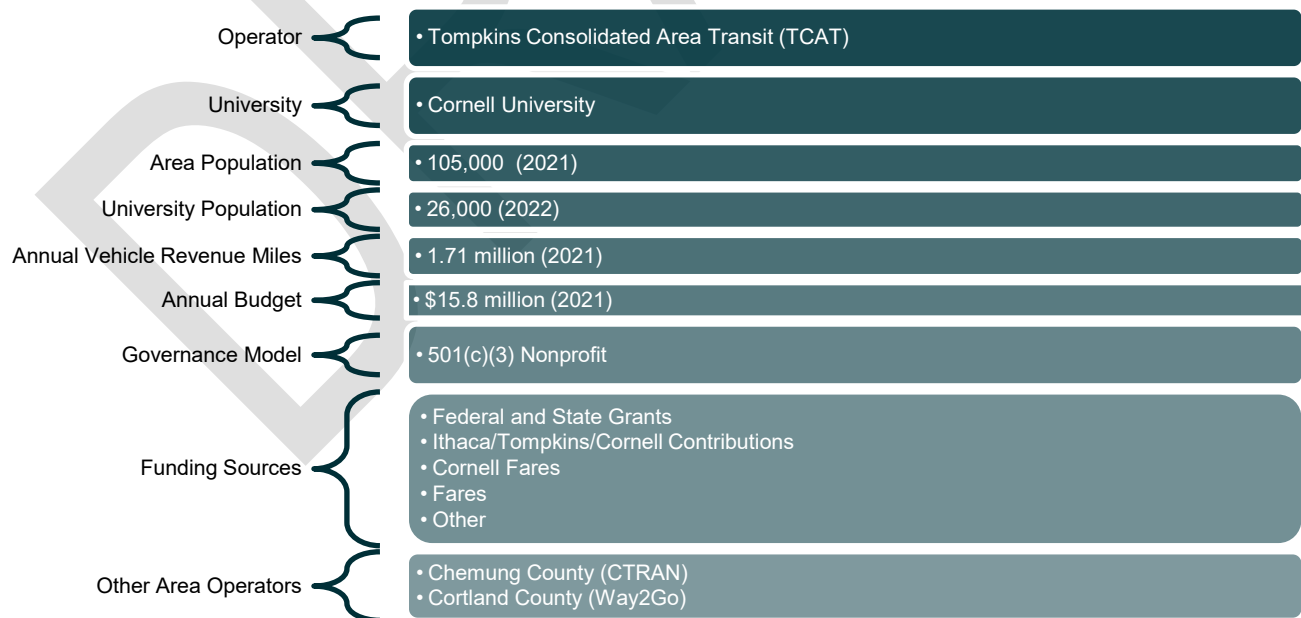 Operator
• Tompkins Consolidated Area Transit (TCAT)
University
• Cornell University
Area Population
• 105,000  (2021)
University Population
• 26,000 (2022)
Annual Vehicle Revenue Miles
• 1.71 million (2021)
Annual Budget
• $15.8 million (2021)
Governance Model
• 501(c)(3) Nonprofit
Funding Sources
• Federal and State Grants
• Ithaca/Tompkins/Cornell Contributions
• Cornell Fares
• Fares
• Other
Other Area Operators
• Chemung County (CTRAN)
• Cortland County (Way2Go)